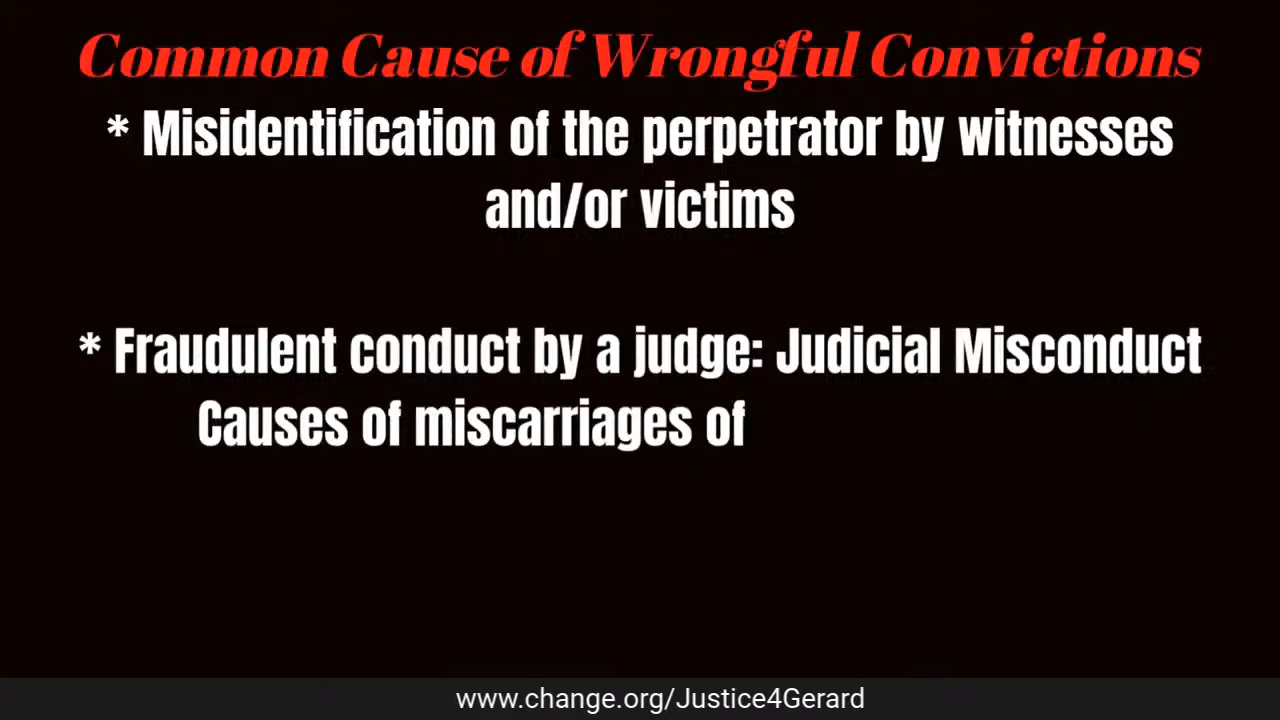 Common Cause of Wrongful Convictions
* Misidentification of the perpetrator by witnesses
and/or victims
* Fraudulent conduct by a judge: Judicial Misconduct
Causes of miscarriages of
www.change.org/Justice4Gerard